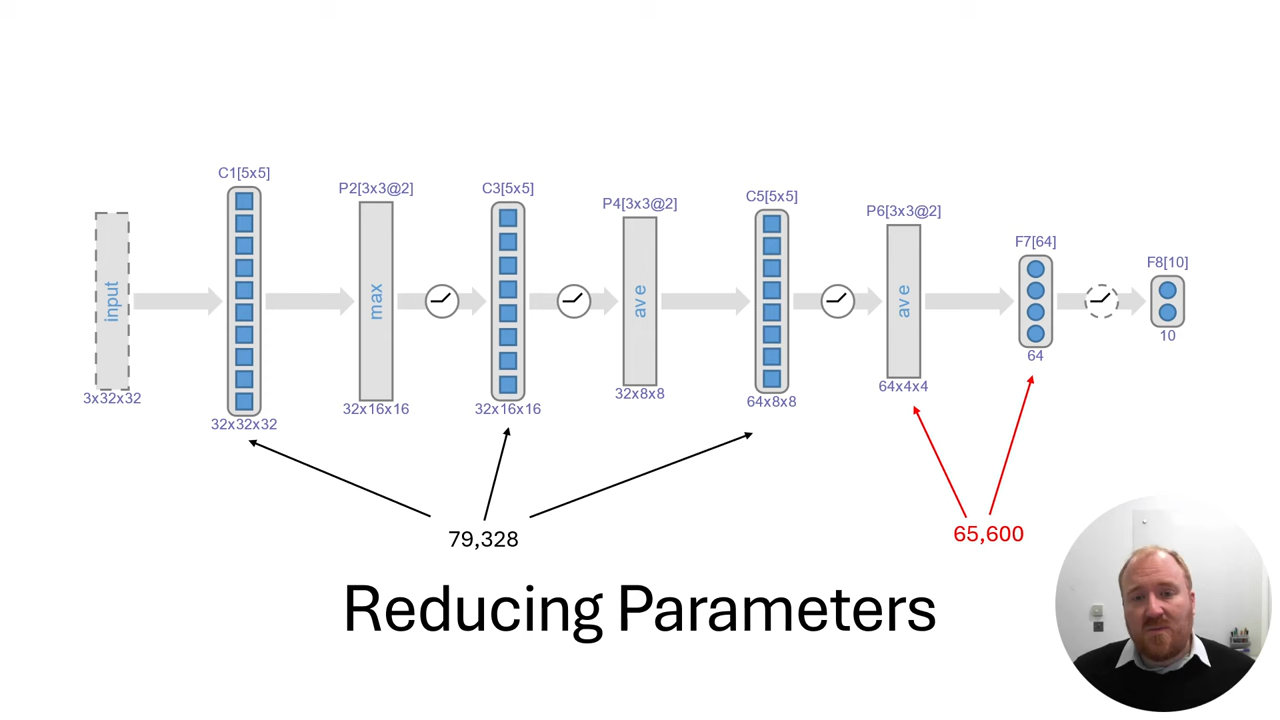 input
3x32x32
C1[5x5]
32x32x32
P2[3x3@2]
max
32x16x16
C3[5x5]
32x16x16
P4[3x3@2]
ave
32x8x8
C5[5x5]
64x8x8
P6[3x3@2]
ave
64x4x4
F7[64]
64
F8[10]
10
79,328
65,600
Reducing Parameters